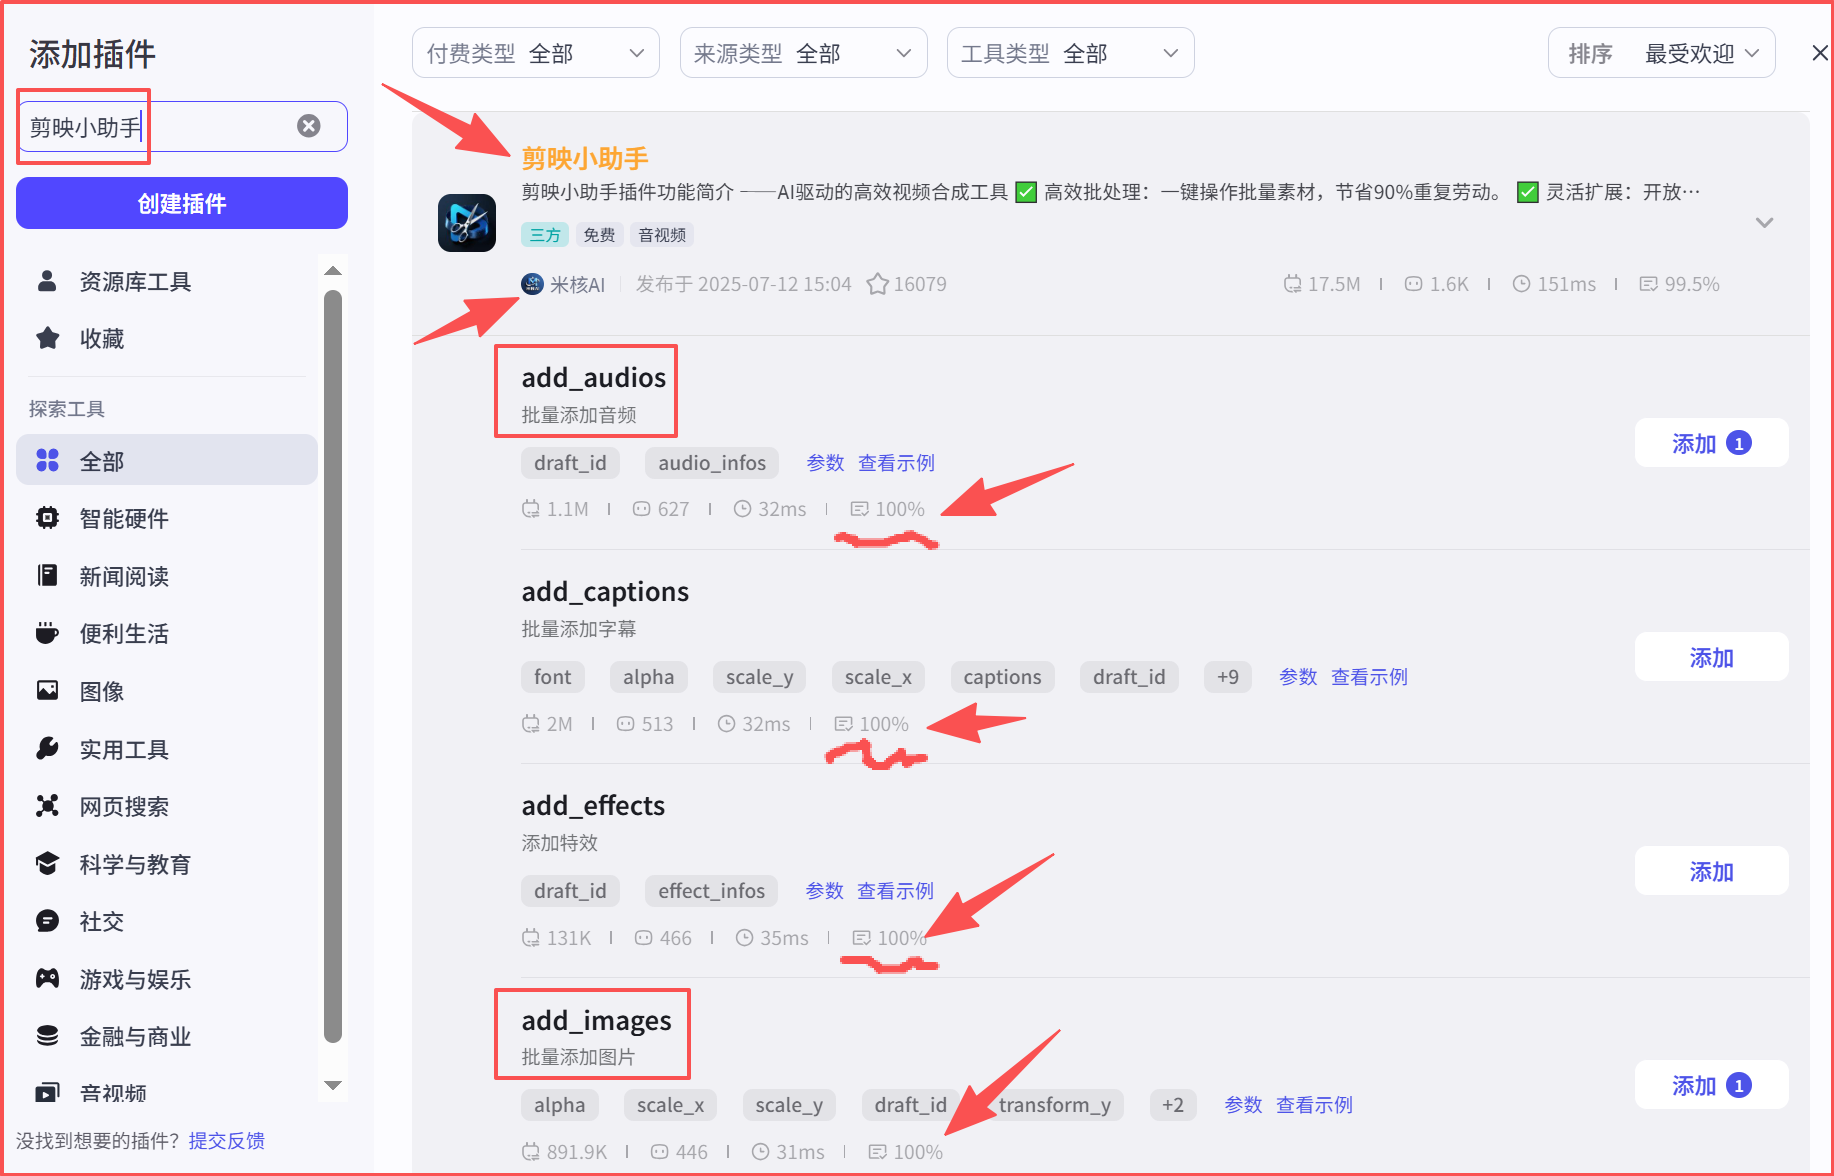 添加插件
剪映小助手
创建插件
资源库工具
收藏
探索工具
全部
智能硬件
新闻阅读
便利生活
图像
实用工具
网页搜索
科学与教育
社交
游戏与娱乐
金融与商业
音视频
没找到想要的插件？提交反馈
付费类型 全部
来源类型 全部
工具类型 全部
排序 最受欢迎
剪映小助手
剪映小助手插件功能简介 ——AI驱动的高效视频合成工具 ✅ 高效批处理：一键操作批量素材，节省90%重复劳动。 ✅ 灵活扩展：开放…
三方 免费 音视频
米核AI 发布于 2025-07-12 15:04 16079 17.5M 1.6K 151ms 99.5%
add_audios
批量添加音频
draft_id audio_infos 参数 查看示例
添加 1
1.1M 627 32ms 100%
add_captions
批量添加字幕
font alpha scale_y scale_x captions draft_id +9 参数 查看示例
添加
2M 513 32ms 100%
add_effects
添加特效
draft_id effect_infos 参数 查看示例
添加
131K 466 35ms 100%
add_images
批量添加图片
alpha scale_x scale_y draft_id transform_y +2 参数 查看示例
添加 1
891.9K 446 31ms 100%